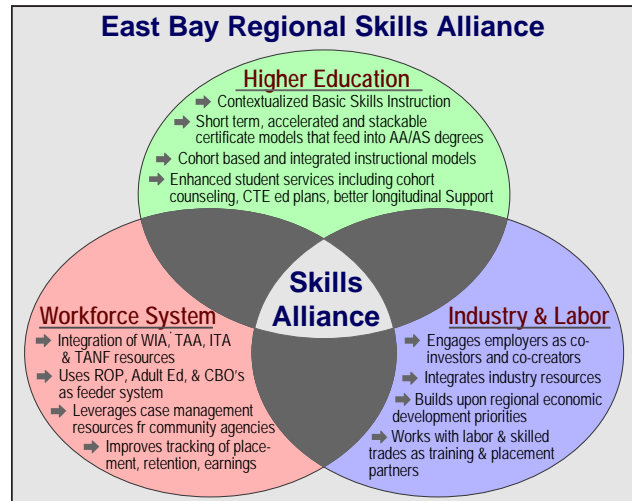 East Bay Regional Skills Alliance
Higher Education
Contextualized Basic Skills Instruction
Short term, accelerated and stackable
certificate models that feed into AA/AS degrees
Cohort based and integrated instructional models
Enhanced student services including cohort
counseling, CTE ed plans, better longitudinal Support
Skills
Alliance
Workforce System
Integration of WIA, TAA, ITA
& TANF resources
Uses ROP, Adult Ed, & CBO's
as feeder system
Leverages case management
resources fr community agencies
Improves tracking of place-
ment, retention, earnings
Industry & Labor
Engages employers as co-
investors and co-creators
Integrates industry resources
Builds upon regional economic
development priorities
Works with labor & skilled
trades as training & placement
partners